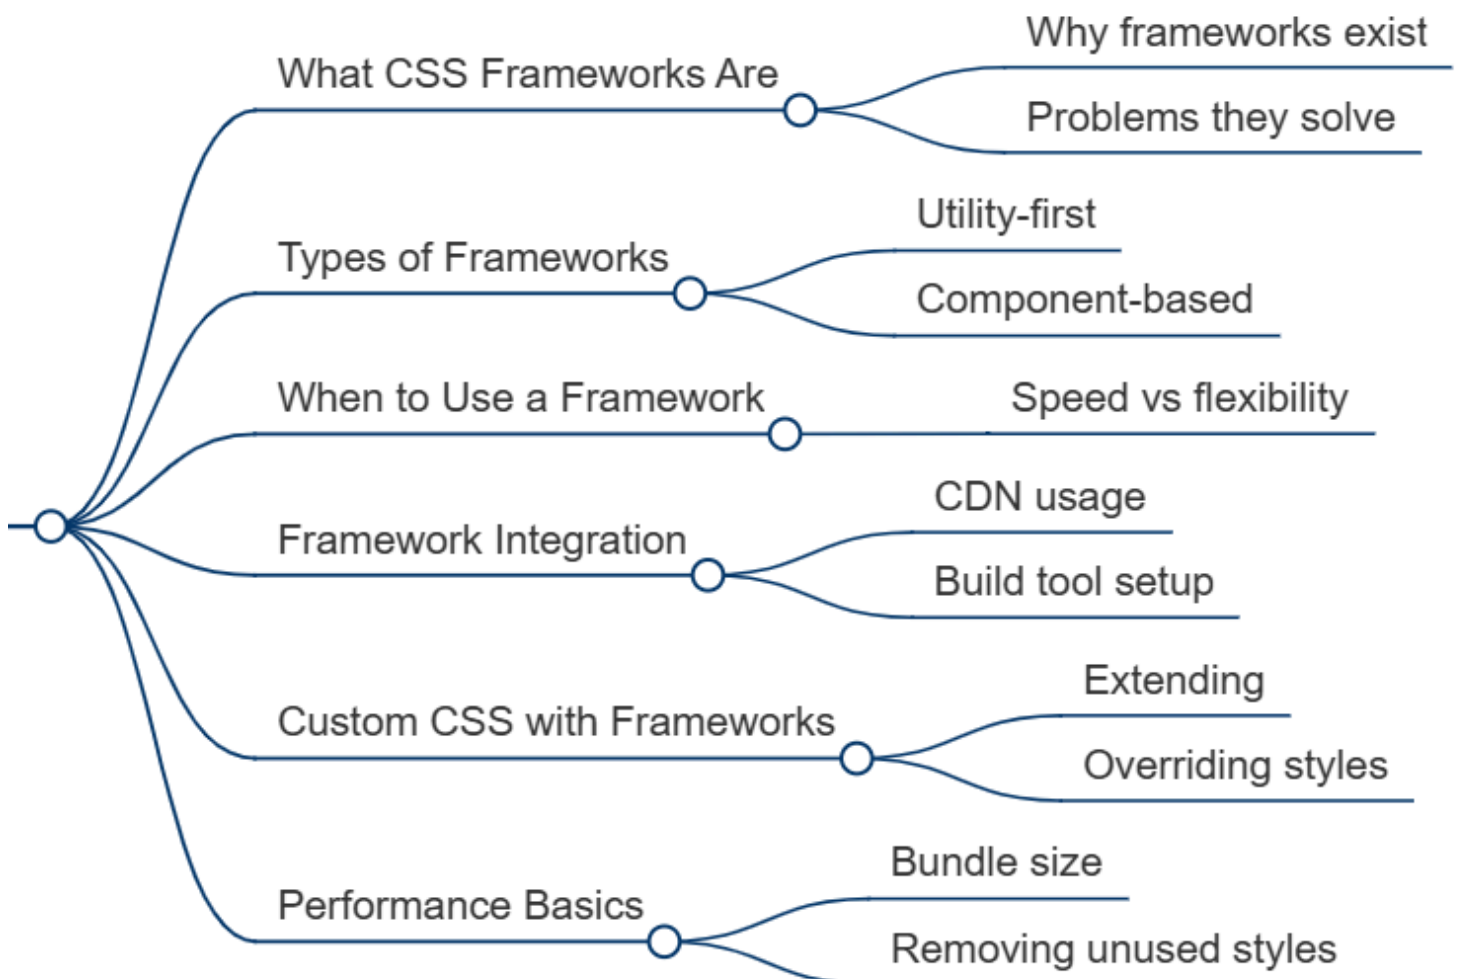 What CSS Frameworks Are
Why frameworks exist
Problems they solve
Types of Frameworks
Utility-first
Component-based
When to Use a Framework
Speed vs flexibility
Framework Integration
CDN usage
Build tool setup
Custom CSS with Frameworks
Extending
Overriding styles
Performance Basics
Bundle size
Removing unused styles